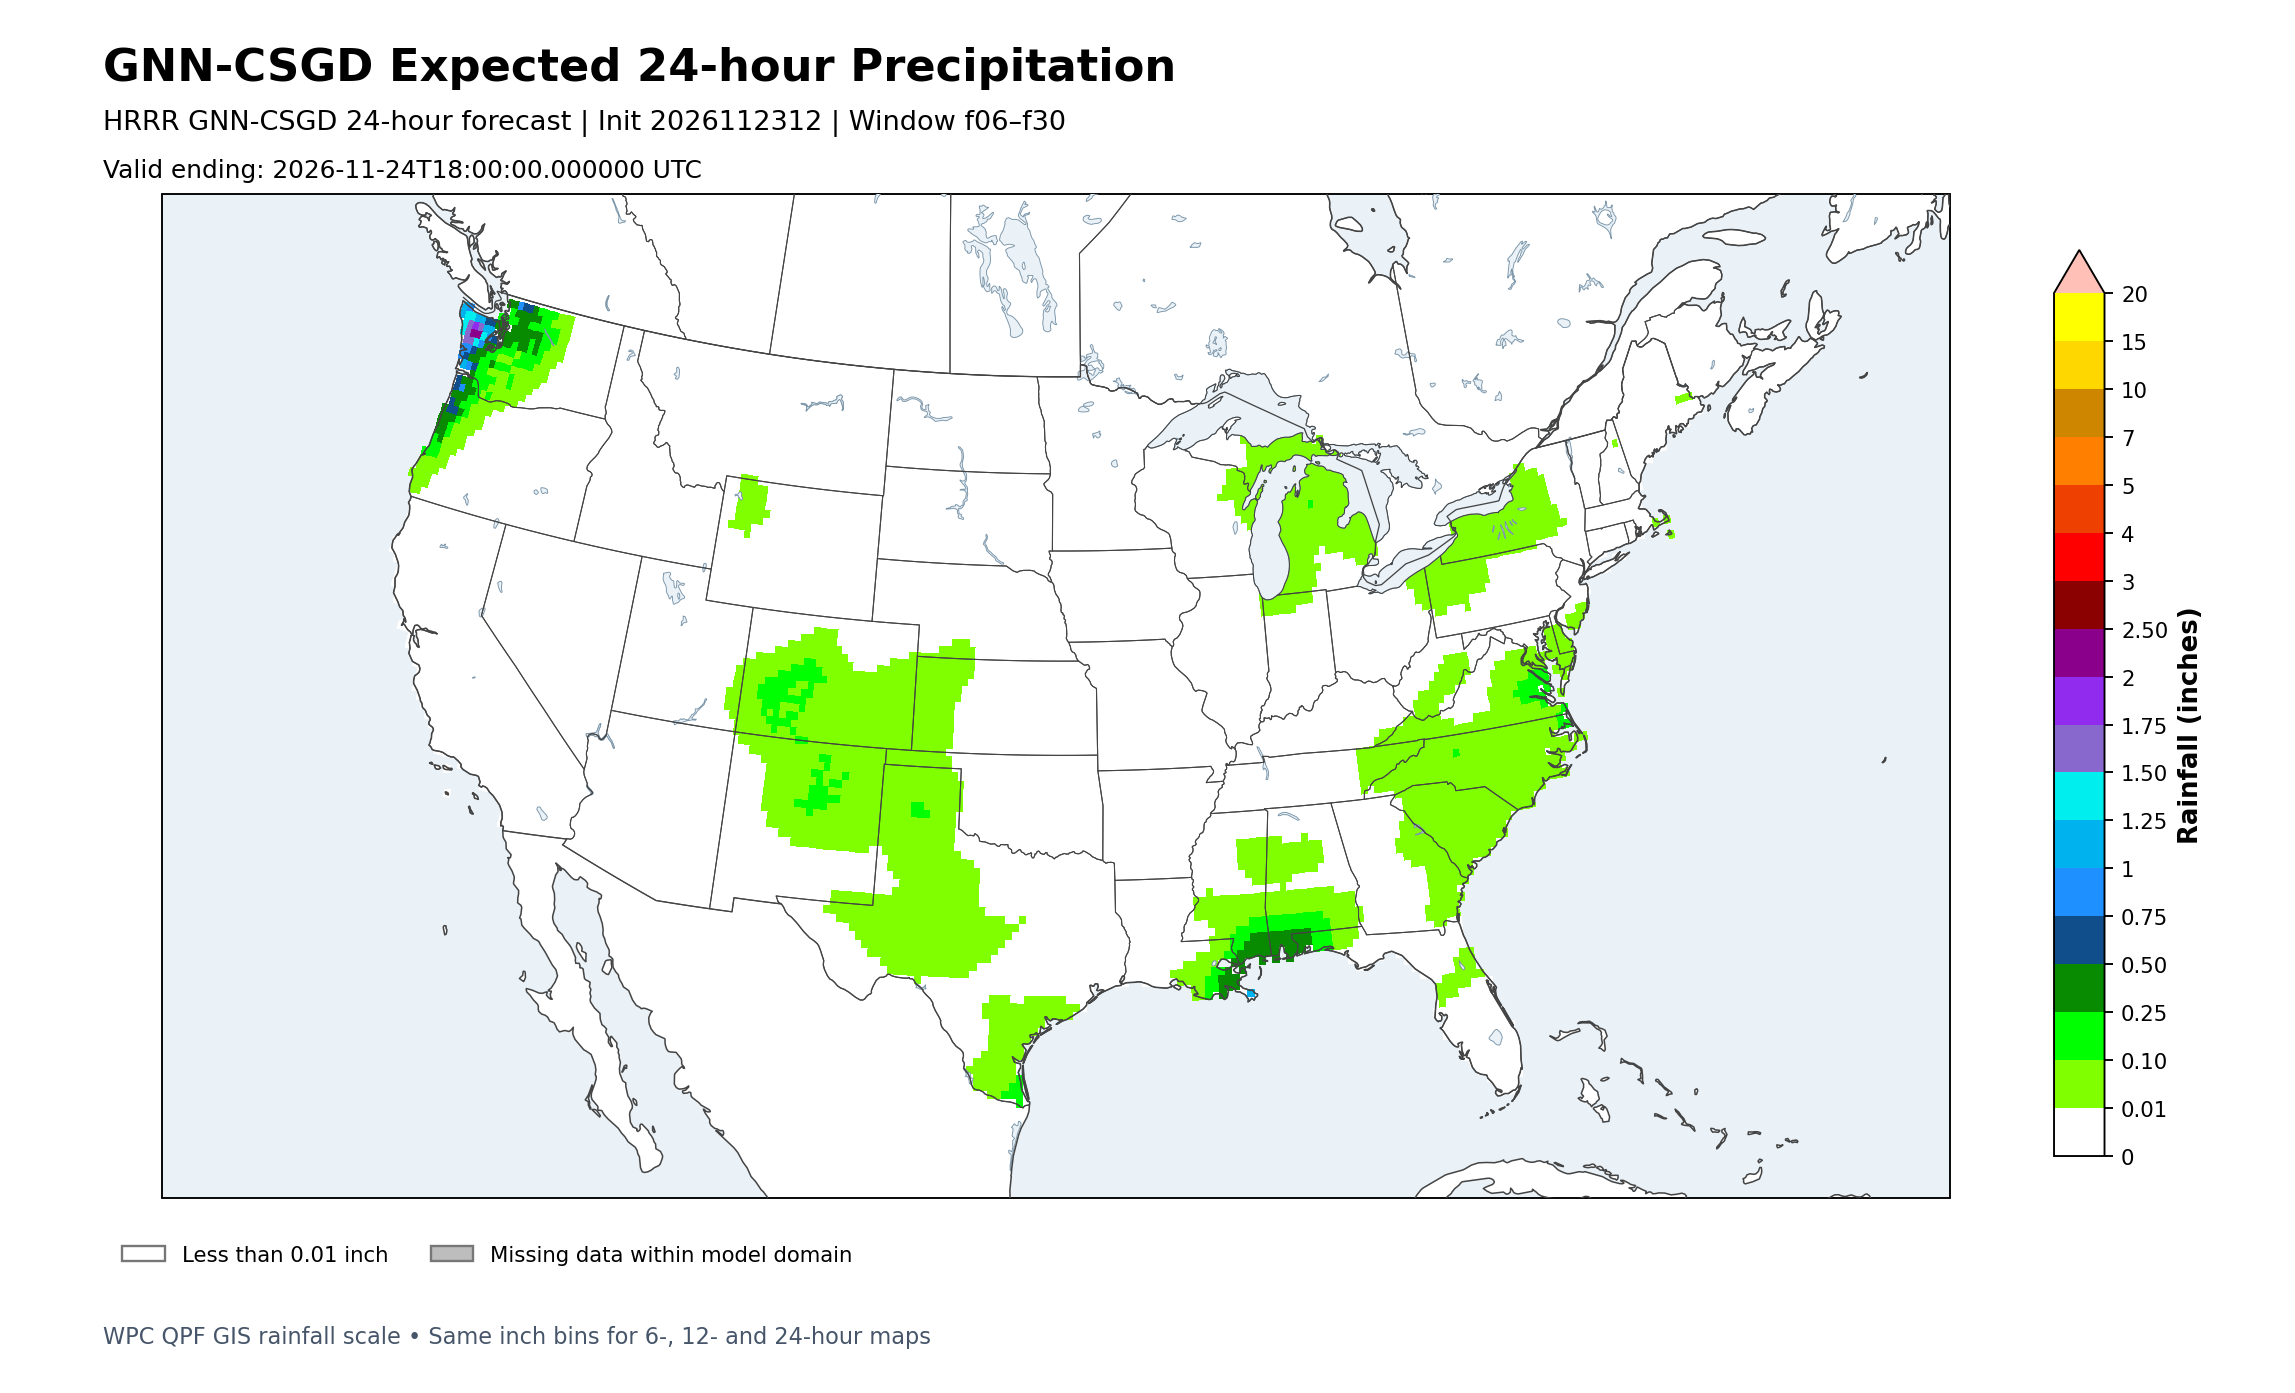 GNN-CSGD Expected 24-hour Precipitation
HRRR GNN-CSGD 24-hour forecast | Init 2026112312 | Window f06–f30
Valid ending: 2026-11-24T18:00:00.000000 UTC
20
15
10
7
5
4
3
2.50
2
1.75
1.50
1.25
1
0.75
0.50
0.25
0.10
0.01
0
Rainfall (inches)
Less than 0.01 inch
Missing data within model domain
WPC QPF GIS rainfall scale • Same inch bins for 6-, 12- and 24-hour maps